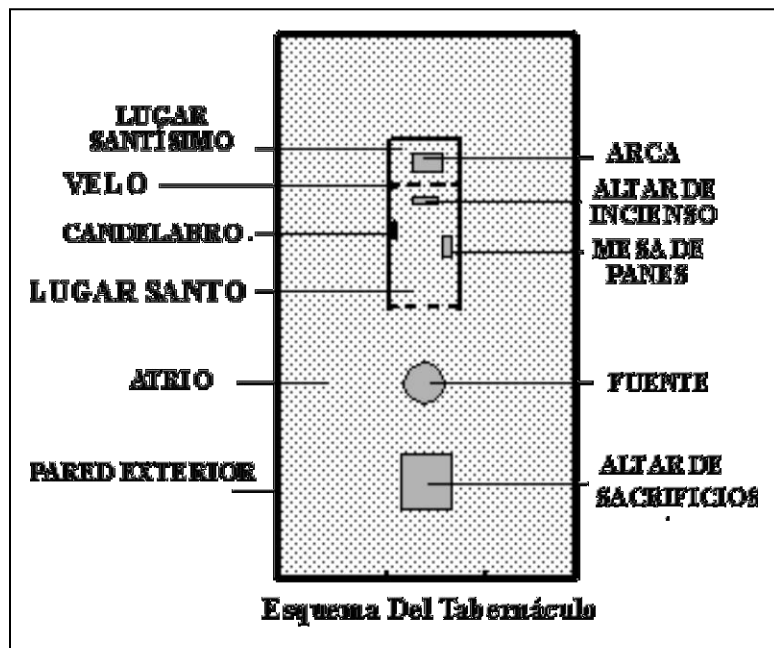 LUGAR
SANTÍSIMO
VELO
CANDELABRO
LUGAR SANTO
ATRIO
PARED EXTERIOR
ARCA
ALTAR DE
INCIENSO
MESA DE
PANES
FUENTE
ALTAR DE
SACRIFICIOS
Esquema Del Tabernáculo